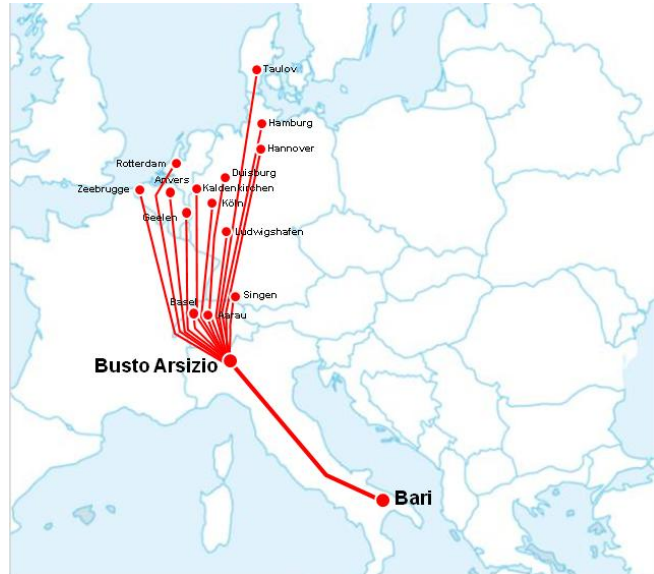 Taulov
Hamburg
Hannover
Rotterdam
Anvers
Duisburg
Zeebrugge
Kaldenkirchen
Köln
Geelen
Ludwigshafen
Singen
Basel
Aarau
Busto Arsizio
Bari